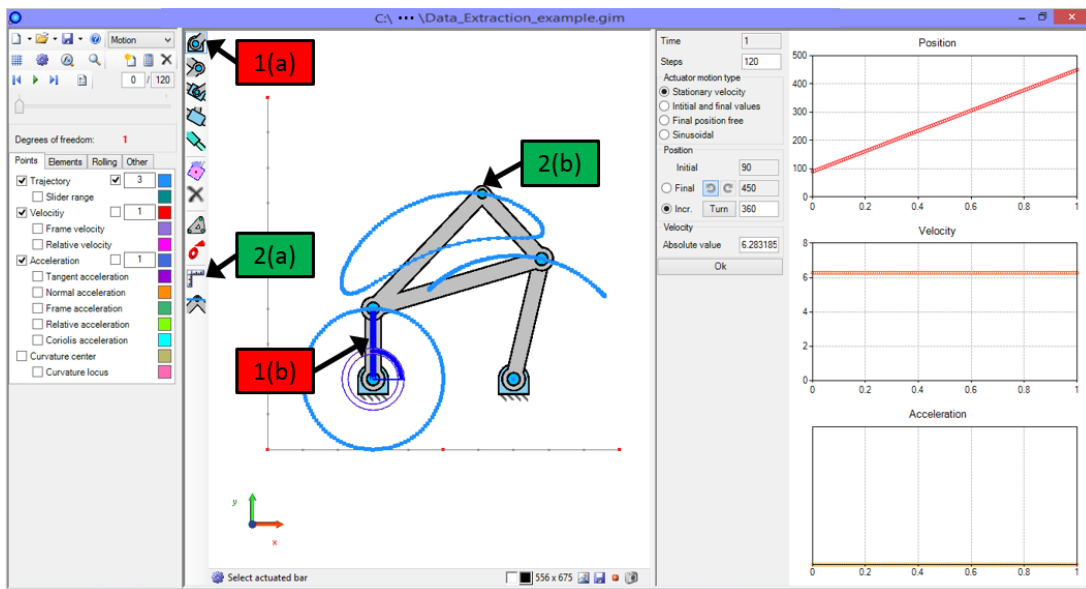 C:\ ••• \Data_Extraction_example.gim
Motion
0 / 120
Degrees of freedom: 1
Points Elements Rolling Other
Trajectory 3
Slider range
Velocitiy 1
Frame velocity
Relative velocity
Acceleration 1
Tangent acceleration
Normal acceleration
Frame acceleration
Relative acceleration
Coriolis acceleration
Curvature center
Curvature locus
1(a)
2(b)
2(a)
1(b)
y
x
Select actuated bar
556 x 675
Time 1
Steps 120
Actuator motion type
Stationary velocity
Intitial and final values
Final position free
Sinusoidal
Position
Initial 90
Final 450
Incr. Turn 360
Velocity
Absolute value 6.283185
Ok
Position
500
400
300
200
100
0
0 0.2 0.4 0.6 0.8 1
Velocity
8
6
4
2
0
0 0.2 0.4 0.6 0.8 1
Acceleration
0 0.2 0.4 0.6 0.8 1